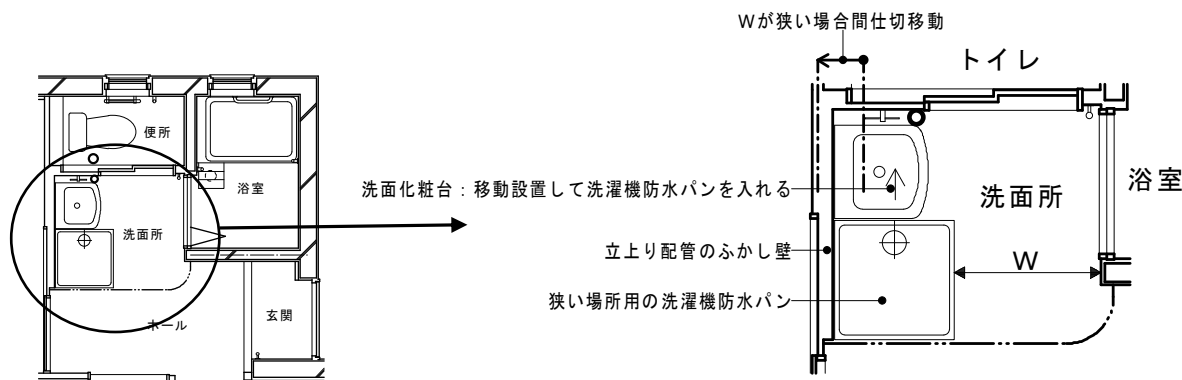 Wが狭い場合間仕切移動
トイレ
便所
浴室
洗面化粧台：移動設置して洗濯機防水パンを入れる
浴室
洗面所
洗面所
立上り配管のふかし壁
W
狭い場所用の洗濯機防水パン
玄関
ホール